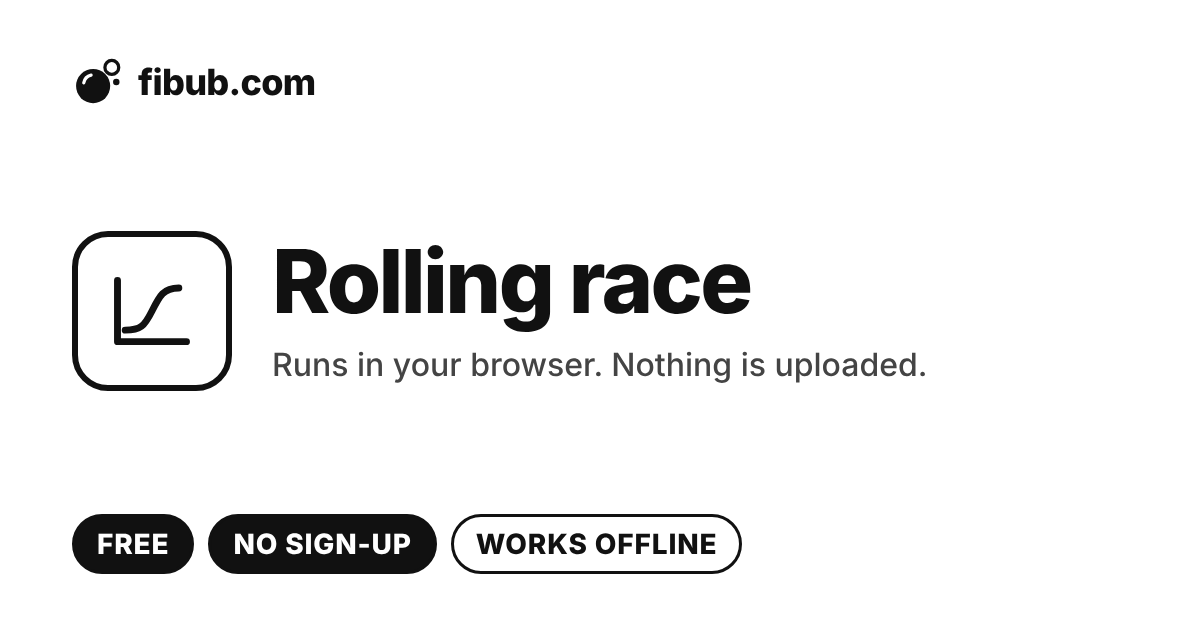 fibub.com
Rolling race
Runs in your browser. Nothing is uploaded.
FREE
NO SIGN-UP
WORKS OFFLINE